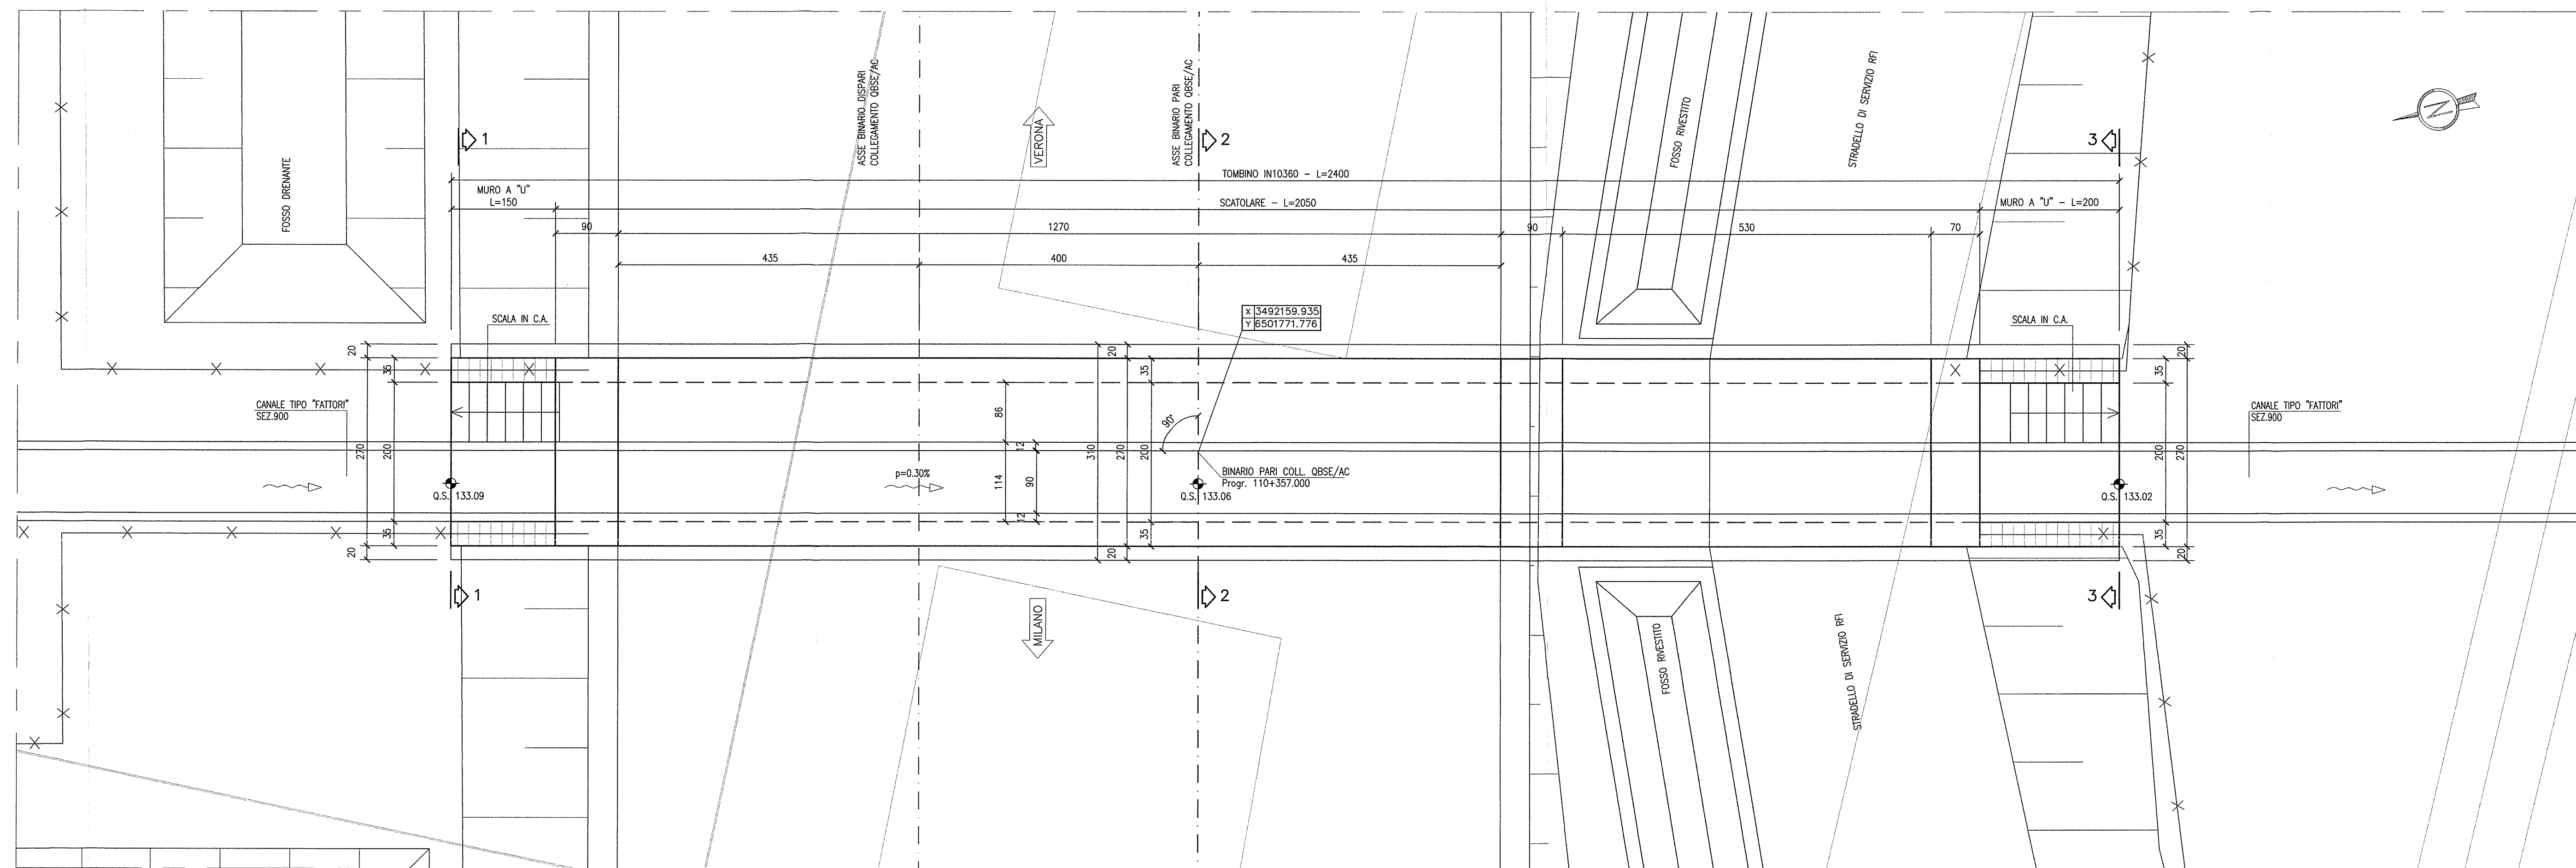 FOSSO DRENANTE
ASSE BINARIO DISPARI
COLLEGAMENTO QBSE/AC
VERONA
ASSE BINARIO PARI
COLLEGAMENTO QBSE/AC
FOSSO RIVESTITO
STRADELLO DI SERVIZIO RFI
N
1
2
3
TOMBINO IN10360 - L=2400
MURO A "U"
L=150
SCATOLARE - L=2050
MURO A "U" - L=200
90
1270
90
530
70
435
400
435
X 3492159.935
Y 6501771.776
SCALA IN C.A.
SCALA IN C.A.
20
35
20
35
35
20
CANALE TIPO "FATTORI"
SEZ.900
270
200
86
12
114
90
12
310
270
200
90°
p=0.30%
BINARIO PARI COLL. QBSE/AC
Progr. 110+357.000
Q.S. 133.09
Q.S. 133.06
Q.S. 133.02
200
270
CANALE TIPO "FATTORI"
SEZ.900
35
20
35
20
35
20
1
2
3
MILANO
FOSSO RIVESTITO
STRADELLO DI SERVIZIO RFI